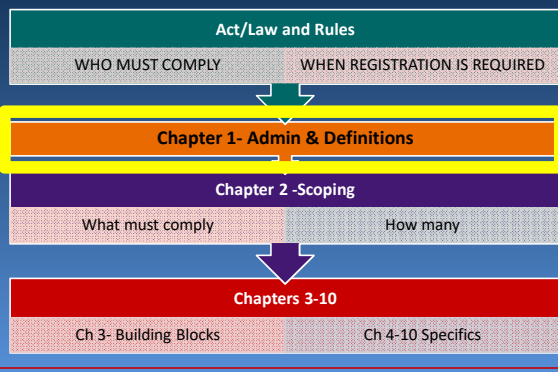 Act/Law and Rules
WHO MUST COMPLY
WHEN REGISTRATION IS REQUIRED
Chapter 1- Admin & Definitions
Chapter 2 -Scoping
What must comply
How many
Chapters 3-10
Ch 3- Building Blocks
Ch 4-10 Specifics